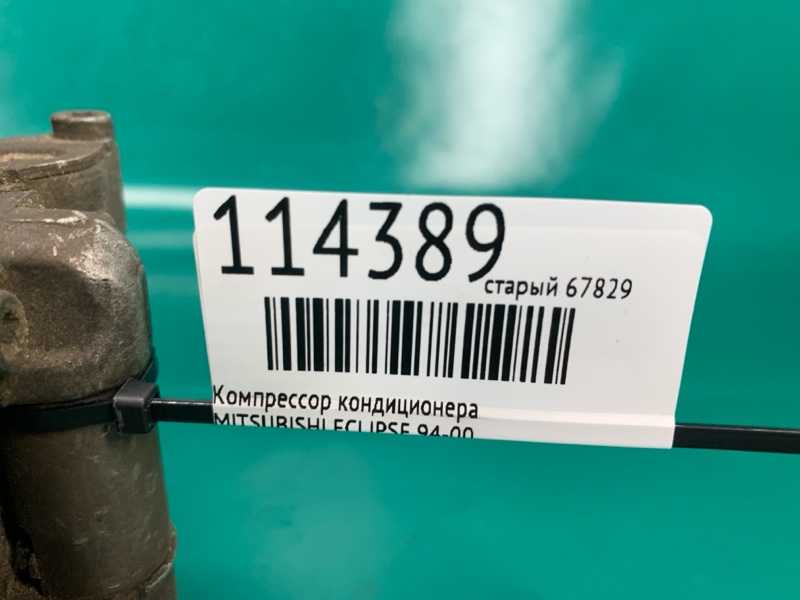 114389
старый 67829
Компрессор кондиционера
MITSUBISHI ECLIPSE 94-00